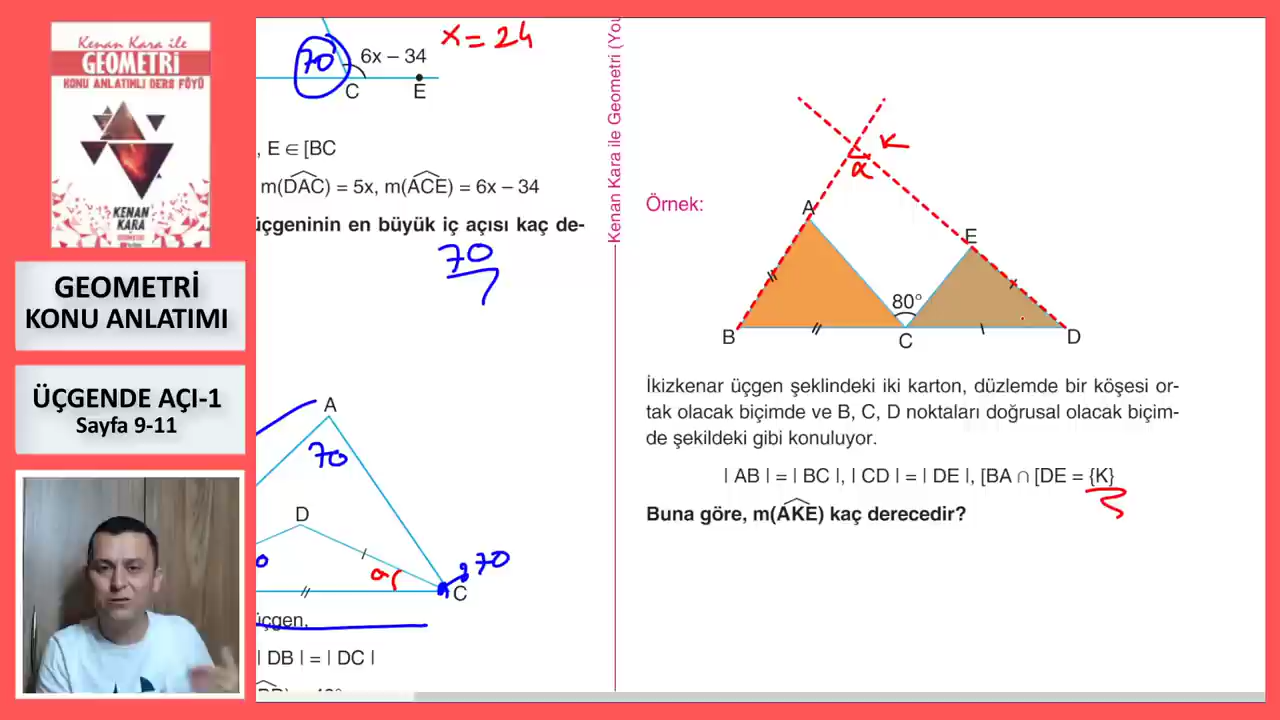 Kenan Kara ile
GEOMETRİ
KONU ANLATIMLI DERS FÖYÜ
KENAN
KARA
GEOMETRİ
KONU ANLATIMI
ÜÇGENDE AÇI-1
Sayfa 9-11
70
6x – 34
x = 24
C
E
, E ∈ [BC
m(DAC) = 5x, m(ACE) = 6x – 34
üçgeninin en büyük iç açısı kaç de-
70
A
70
D
α
70
C
üçgen,
| DB | = | DC |
Kenan Kara ile Geometri (You
Örnek:
K
α
A
E
80°
B
C
D
İkizkenar üçgen şeklindeki iki karton, düzlemde bir köşesi or-
tak olacak biçimde ve B, C, D noktaları doğrusal olacak biçim-
de şekildeki gibi konuluyor.
| AB | = | BC |, | CD | = | DE |, [BA ∩ [DE = {K}
Buna göre, m(AKE) kaç derecedir?